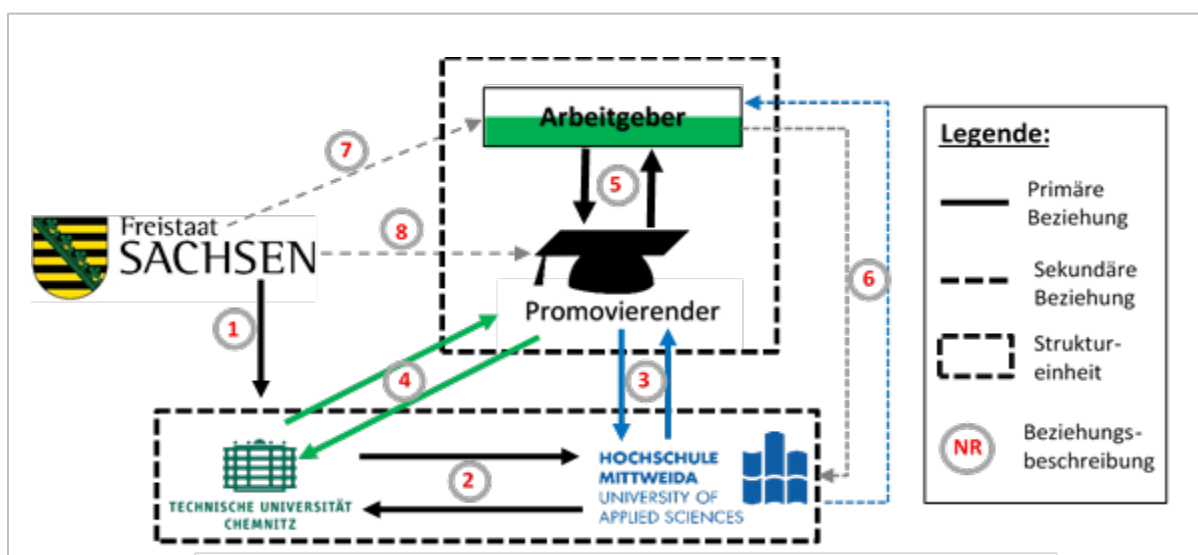 Arbeitgeber
7
5
Freistaat
SACHSEN
8
6
Promovierender
1
4
3
2
TECHNISCHE UNIVERSITÄT
CHEMNITZ
HOCHSCHULE
MITTWEIDA
UNIVERSITY OF
APPLIED SCIENCES
Legende:
Primäre
Beziehung
Sekundäre
Beziehung
Struktur-
einheit
NR
Beziehungs-
beschreibung